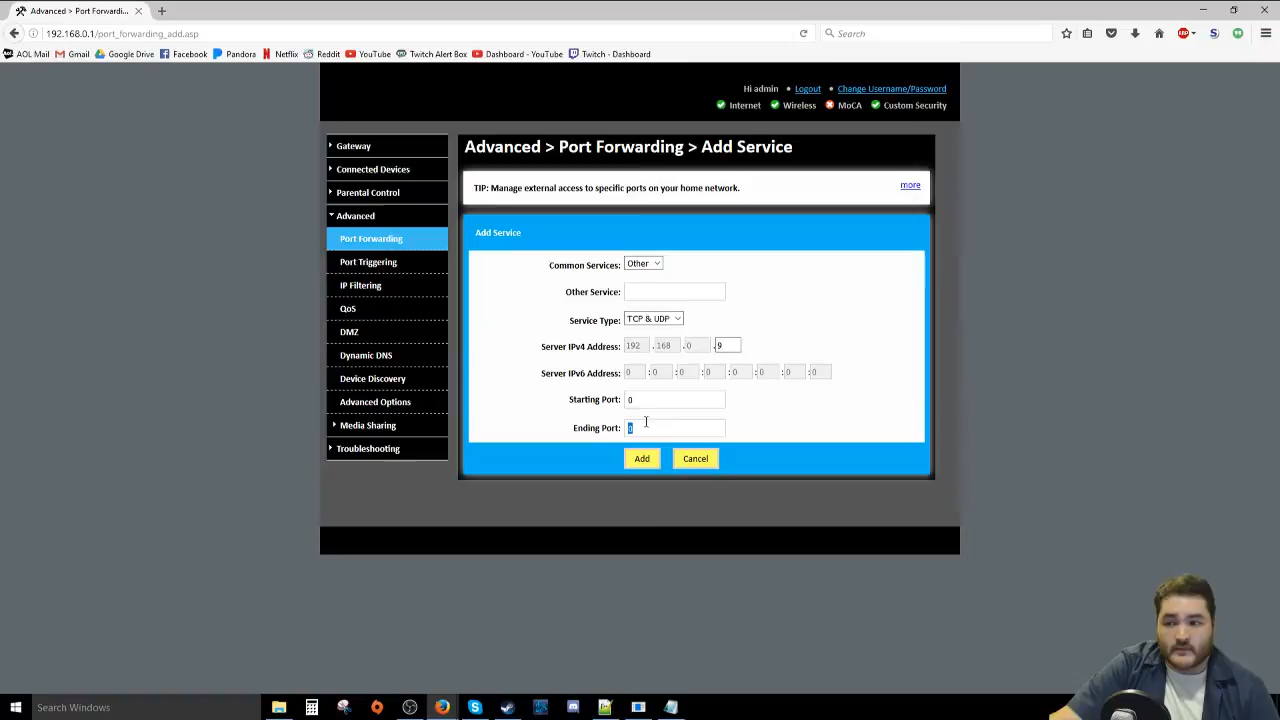 Advanced > Port Forwardi...
192.168.0.1/port_forwarding_add.asp
Search
AOL Mail Gmail Google Drive Facebook Pandora Netflix Reddit YouTube Twitch Alert Box Dashboard - YouTube Twitch - Dashboard
Hi admin • Logout • Change Username/Password
Internet Wireless MoCA Custom Security
Gateway
Connected Devices
Parental Control
Advanced
Port Forwarding
Port Triggering
IP Filtering
QoS
DMZ
Dynamic DNS
Device Discovery
Advanced Options
Media Sharing
Troubleshooting
Advanced > Port Forwarding > Add Service
TIP: Manage external access to specific ports on your home network.
more
Add Service
Common Services: Other
Other Service:
Service Type: TCP & UDP
Server IPv4 Address: 192 .168 .0 .9
Server IPv6 Address: 0 :0 :0 :0 :0 :0 :0 :0
Starting Port: 0
Ending Port: 0
Add Cancel
Search Windows